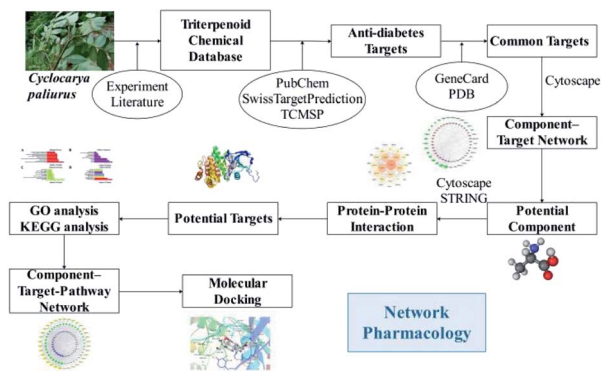 Cyclocarya
paliurus
Experiment
Literature
Triterpenoid
Chemical
Database
PubChem
SwissTargetPrediction
TCMSP
Anti-diabetes
Targets
GeneCard
PDB
Common Targets
Cytoscape
Component–
Target Network
Potential
Component
Cytoscape
STRING
Protein-Protein
Interaction
Potential Targets
A
B
C
D
GO analysis
KEGG analysis
Component–
Target-Pathway
Network
Molecular
Docking
Network
Pharmacology